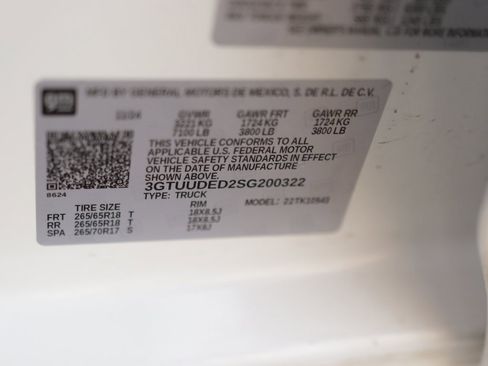 gm MFD BY GENERAL MOTORS DE MEXICO, S. DE R.L. DE C.V.
GVWR GAWR FRT GAWR RR
3221 KG 1724 KG 1724 KG
7100 LB 3800 LB 3800 LB
THIS VEHICLE CONFORMS TO ALL
APPLICABLE U.S. FEDERAL MOTOR
VEHICLE SAFETY STANDARDS IN EFFECT
ON THE DATE OF MANUFACTURE
SHOWN ABOVE.
8624
3GTUUDED2SG200322
TYPE: TRUCK MODEL:
TIRE SIZE RIM
FRT 265/65R18 T 18X8.5J
RR 265/65R18 T 18X8.5J
SPA 265/70R17 S 17X8J